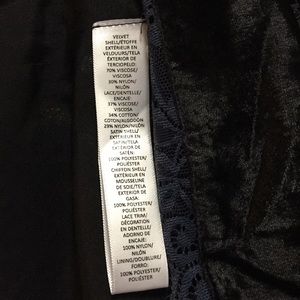 VELVET
SHELL/ÉTOFFE
EXTÉRIEUR EN
VELOURS/TELA
EXTERIOR DE
TERCIOPELO:
70% VISCOSE/
VISCOSA
30% NYLON/
NILÓN
LACE/DENTELLE/
ENCAJE:
37% VISCOSE/
VISCOSA
34% COTTON/
COTON/ALGODÓN
29% NYLON/NILÓN
SATIN SHELL/
EXTÉRIEUR EN
SATIN/TELA
EXTERIOR DE
SATÉN:
100% POLYESTER/
POLIÉSTER
CHIFFON SHELL/
EXTÉRIEUR EN
MOUSSELINE
DE SOIE/TELA
EXTERIOR DE
GASA:
100% POLYESTER/
POLIÉSTER
LACE TRIM/
DÉCORATION
EN DENTELLE/
ADORNO DE
ENCAJE:
100% NYLON/
NILÓN
LINING/DOUBLURE/
FORRO:
100% POLYESTER/
POLIÉSTER